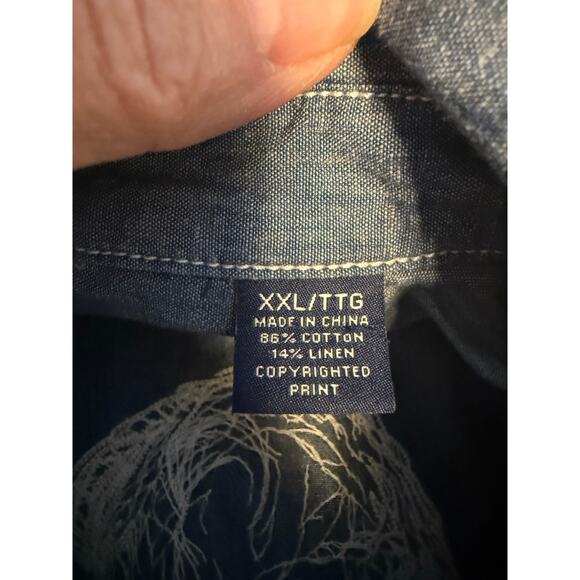 XXL/TTG
MADE IN CHINA
86% COTTON
14% LINEN
COPYRIGHTED
PRINT